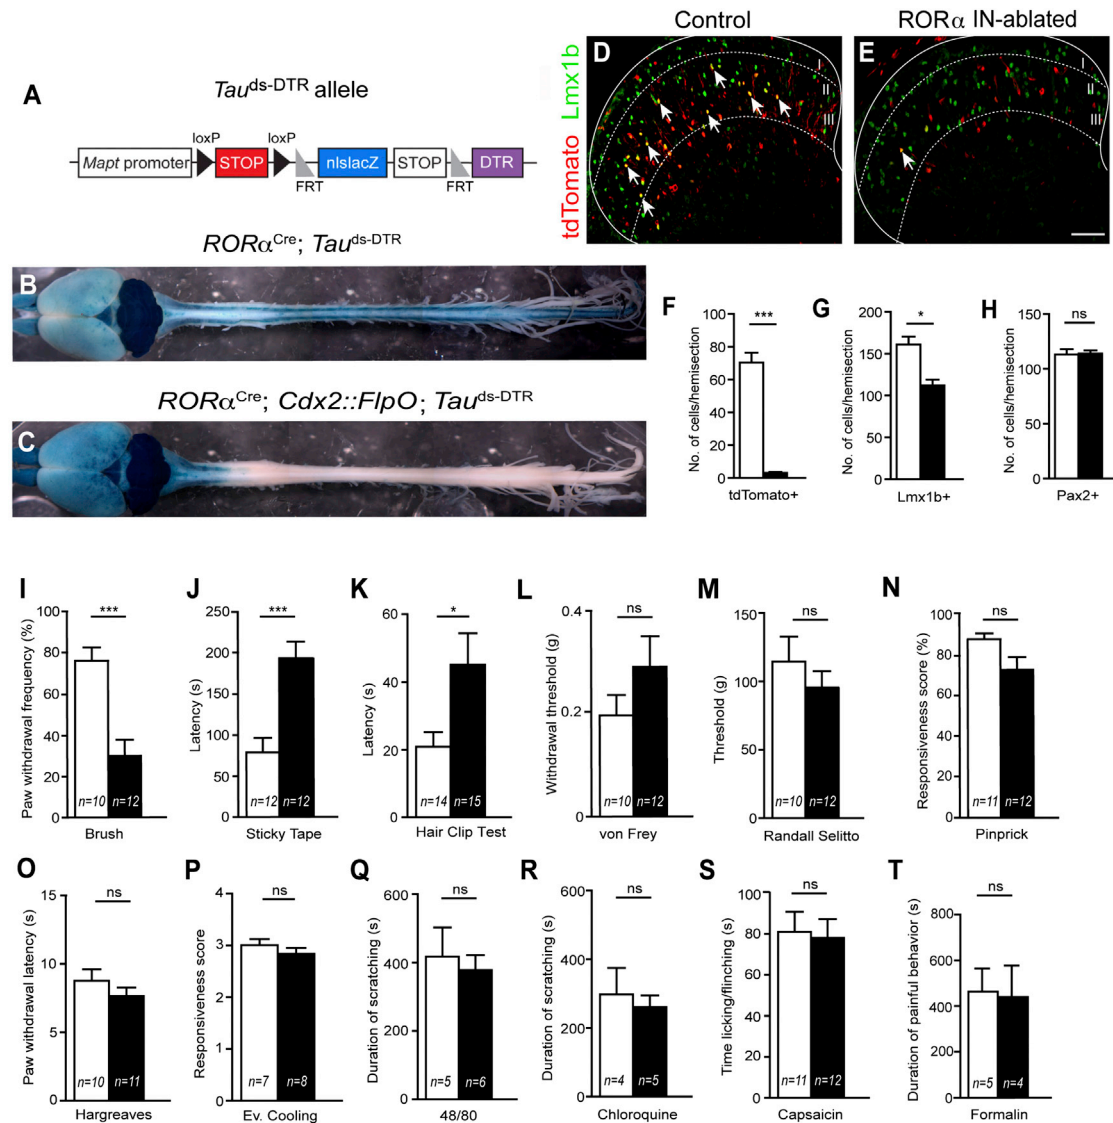 A
Tau^ds-DTR allele
loxP loxP
Mapt promoter STOP nlslacZ STOP DTR
FRT FRT
RORα^Cre; Tau^ds-DTR
B
RORα^Cre; Cdx2::FlpO; Tau^ds-DTR
C
Control
RORα IN-ablated
tdTomato Lmx1b
D
I
II
III
E
I
II
III
F
***
No. of cells/hemisection
80
60
40
20
0
tdTomato+
G
*
No. of cells/hemisection
200
150
100
50
0
Lmx1b+
H
ns
No. of cells/hemisection
150
100
50
0
Pax2+
I
***
Paw withdrawal frequency (%)
100
80
60
40
20
0
n=10 n=12
Brush
J
***
Latency (s)
250
200
150
100
50
0
n=12 n=12
Sticky Tape
K
*
Latency (s)
60
40
20
0
n=14 n=15
Hair Clip Test
L
ns
Withdrawal threshold (g)
0.4
0.2
0
n=10 n=12
von Frey
M
ns
Threshold (g)
150
100
50
0
n=10 n=12
Randall Selitto
N
ns
Responsiveness score (%)
100
80
60
40
20
0
n=11 n=12
Pinprick
O
ns
Paw withdrawal latency (s)
15
10
5
0
n=10 n=11
Hargreaves
P
ns
Responsiveness score
4
3
2
1
0
n=7 n=8
Ev. Cooling
Q
ns
Duration of scratching (s)
600
400
200
0
n=5 n=6
48/80
R
ns
Duration of scratching (s)
600
400
200
0
n=4 n=5
Chloroquine
S
ns
Time licking/flinching (s)
100
80
60
40
20
0
n=11 n=12
Capsaicin
T
ns
Duration of painful behavior (s)
800
600
400
200
0
n=5 n=4
Formalin